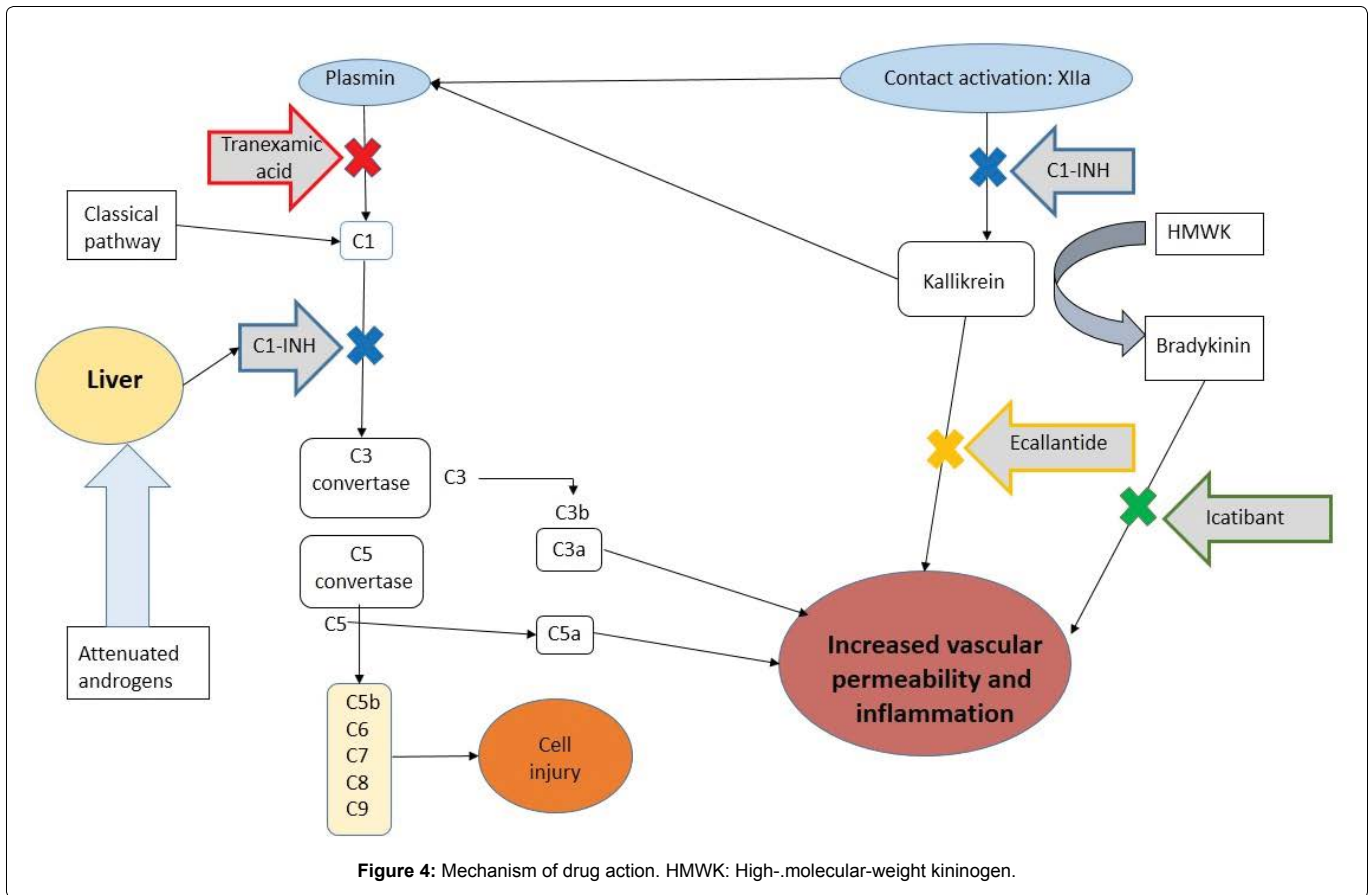 Plasmin
Contact activation: XIIa
Tranexamic
acid
C1-INH
Classical
pathway
C1
HMWK
Kallikrein
C1-INH
Bradykinin
Liver
C3
convertase
C3
C3b
C3a
Ecallantide
Icatibant
C5
convertase
C5
C5a
Attenuated
androgens
Increased vascular
permeability and
inflammation
C5b
C6
C7
C8
C9
Cell
injury
Figure 4: Mechanism of drug action. HMWK: High-.molecular-weight kininogen.